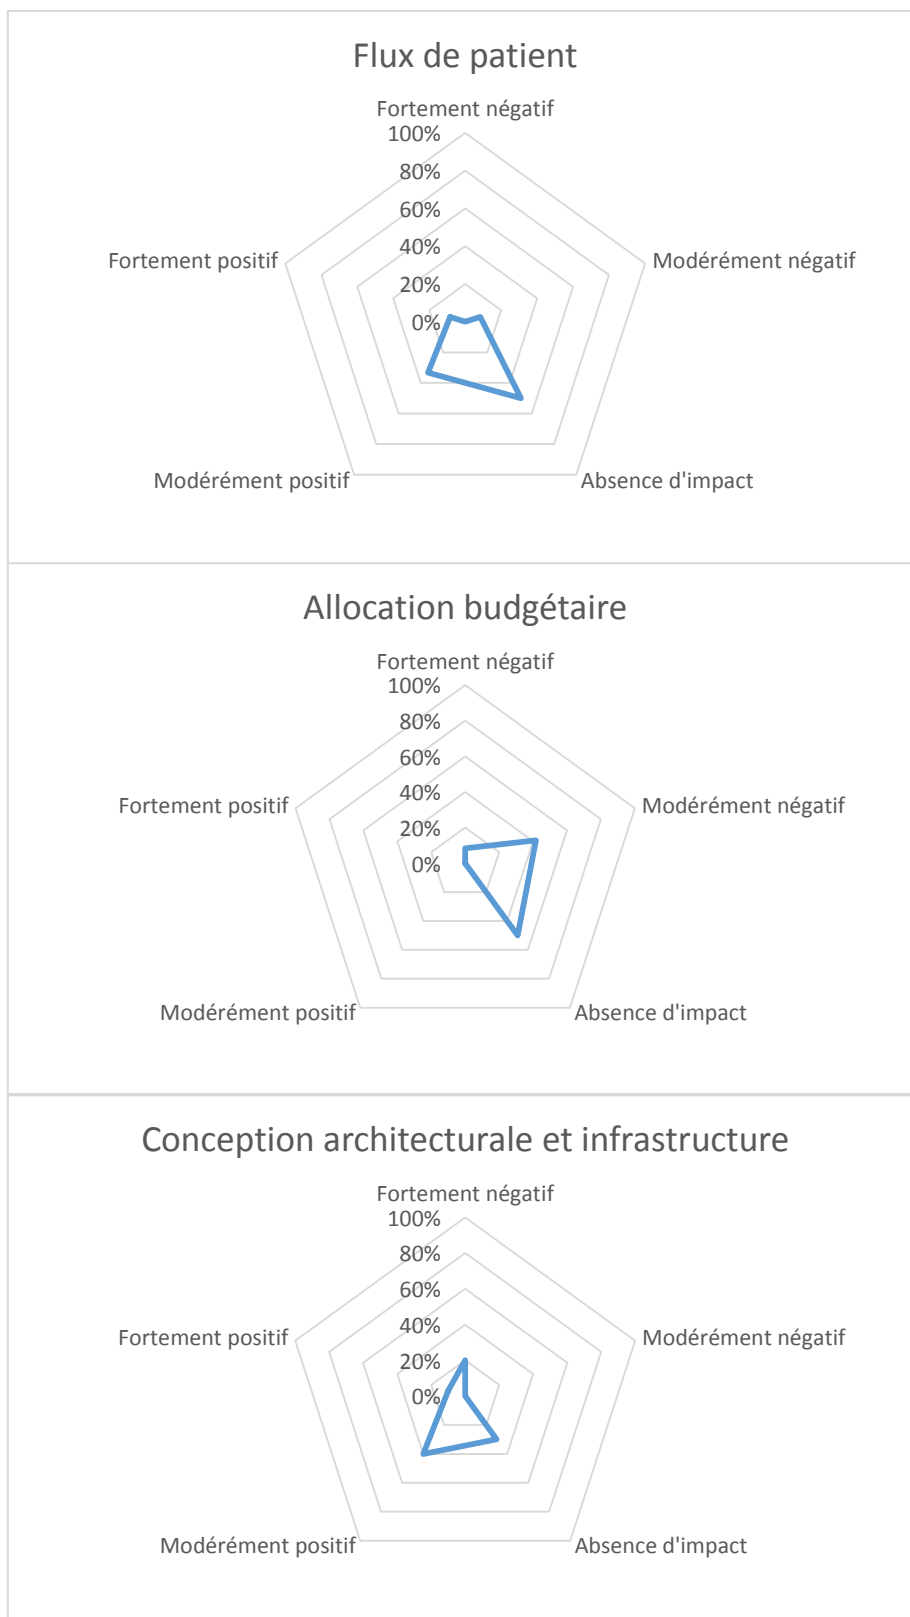 Flux de patient
Fortement négatif
100%
80%
60%
40%
20%
0%
Fortement positif
Modérément négatif
Modérément positif
Absence d'impact
Allocation budgétaire
Fortement négatif
100%
80%
60%
40%
20%
0%
Fortement positif
Modérément négatif
Modérément positif
Absence d'impact
Conception architecturale et infrastructure
Fortement négatif
100%
80%
60%
40%
20%
0%
Fortement positif
Modérément négatif
Modérément positif
Absence d'impact